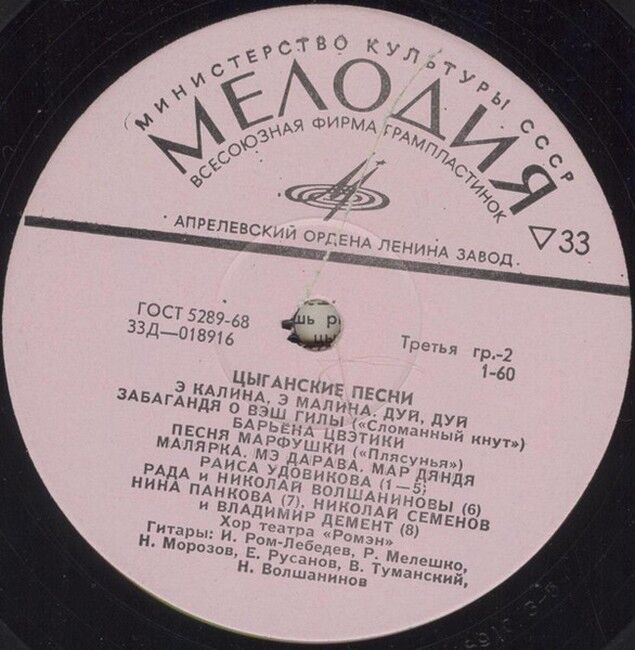 МИНИСТЕРСТВО КУЛЬТУРЫ СССР
МЕЛОДИЯ
ВСЕСОЮЗНАЯ ФИРМА ГРАМПЛАСТИНОК
АПРЕЛЕВСКИЙ ОРДЕНА ЛЕНИНА ЗАВОД
▽33
ГОСТ 5289-68
33Д—018916
Третья гр.-2
1-60
ЦЫГАНСКИЕ ПЕСНИ
Э КАЛИНА, Э МАЛИНА. ДУЙ, ДУЙ
ЗАБАГАНДЯ О ВЭШ ГИЛЫ («Сломанный кнут»)
БАРЬЕНА ЦВЭТИКИ
ПЕСНЯ МАРФУШКИ («Плясунья»)
МАЛЯРКА. МЭ ДАРАВА. МАР ДЯНДЯ
РАИСА УДОВИКОВА (1—5);
РАДА и НИКОЛАЙ ВОЛШАНИНОВЫ (6)
НИНА ПАНКОВА (7), НИКОЛАЙ СЕМЕНОВ
и ВЛАДИМИР ДЕМЕНТ (8)
Хор театра «Ромэн»
Гитары: И. Ром-Лебедев, Р. Мелешко,
Н. Морозов, Е. Русанов, В. Туманский,
Н. Волшанинов